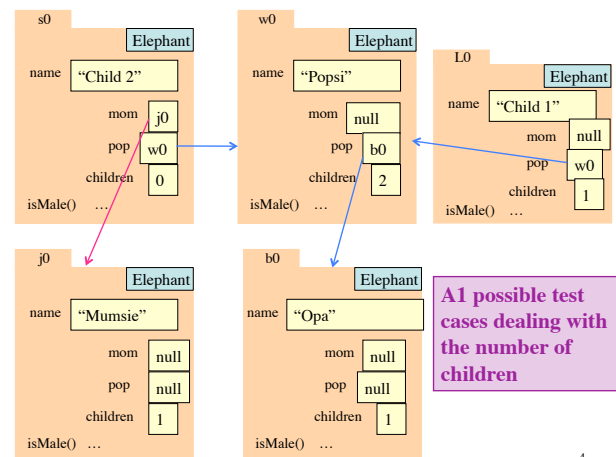 s0
Elephant
name “Child 2”
mom j0
pop w0
children 0
isMale() …
w0
Elephant
name “Popsi”
mom null
pop b0
children 2
isMale() …
L0
Elephant
name “Child 1”
mom null
pop w0
children 1
isMale() …
j0
Elephant
name “Mumsie”
mom null
pop null
children 1
isMale() …
b0
Elephant
name “Opa”
mom null
pop null
children 1
isMale() …
A1 possible test
cases dealing with
the number of
children